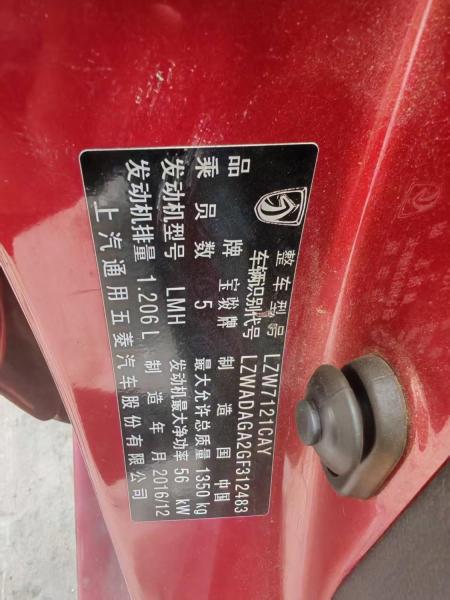 整车型号 LZW7121CAY
车辆识别代号 LZWADAGA2GF312483
品牌 宝骏牌 制造国 中国
乘员数 5 最大允许总质量 1350 kg
发动机型号 LMH 发动机最大净功率 56 kW
发动机排量 1.206L 制造年月 2016/12
上汽通用五菱汽车股份有限公司